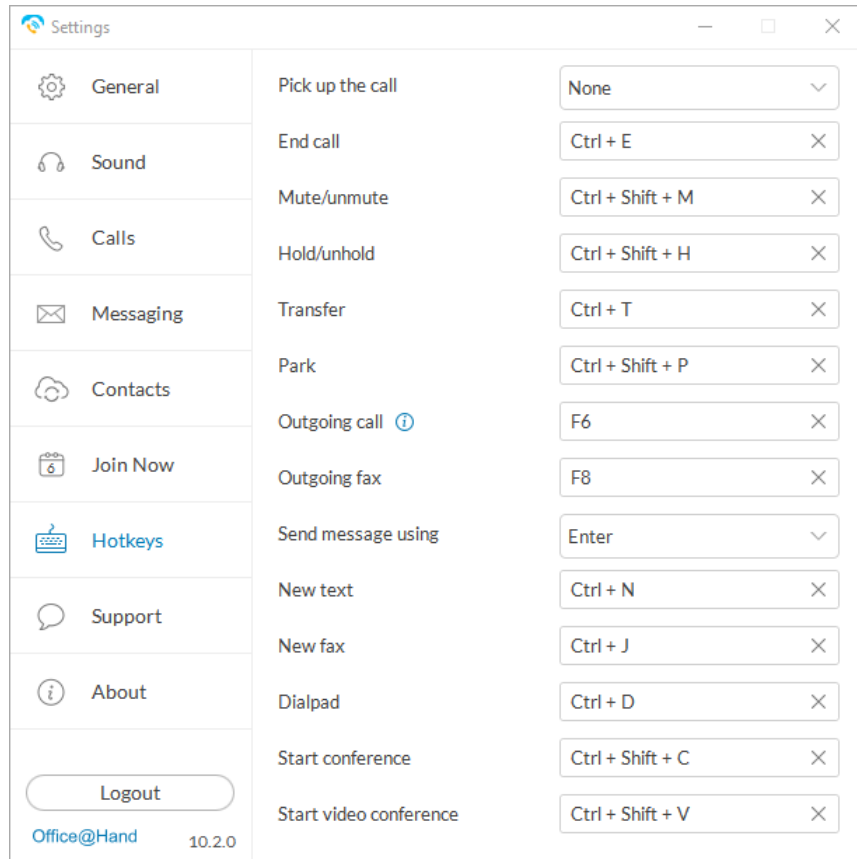 Settings
General
Sound
Calls
Messaging
Contacts
6
Join Now
Hotkeys
Support
i
About
Logout
Office@Hand
10.2.0
Pick up the call
None
End call
Ctrl + E
Mute/unmute
Ctrl + Shift + M
Hold/unhold
Ctrl + Shift + H
Transfer
Ctrl + T
Park
Ctrl + Shift + P
Outgoing call i
F6
Outgoing fax
F8
Send message using
Enter
New text
Ctrl + N
New fax
Ctrl + J
Dialpad
Ctrl + D
Start conference
Ctrl + Shift + C
Start video conference
Ctrl + Shift + V